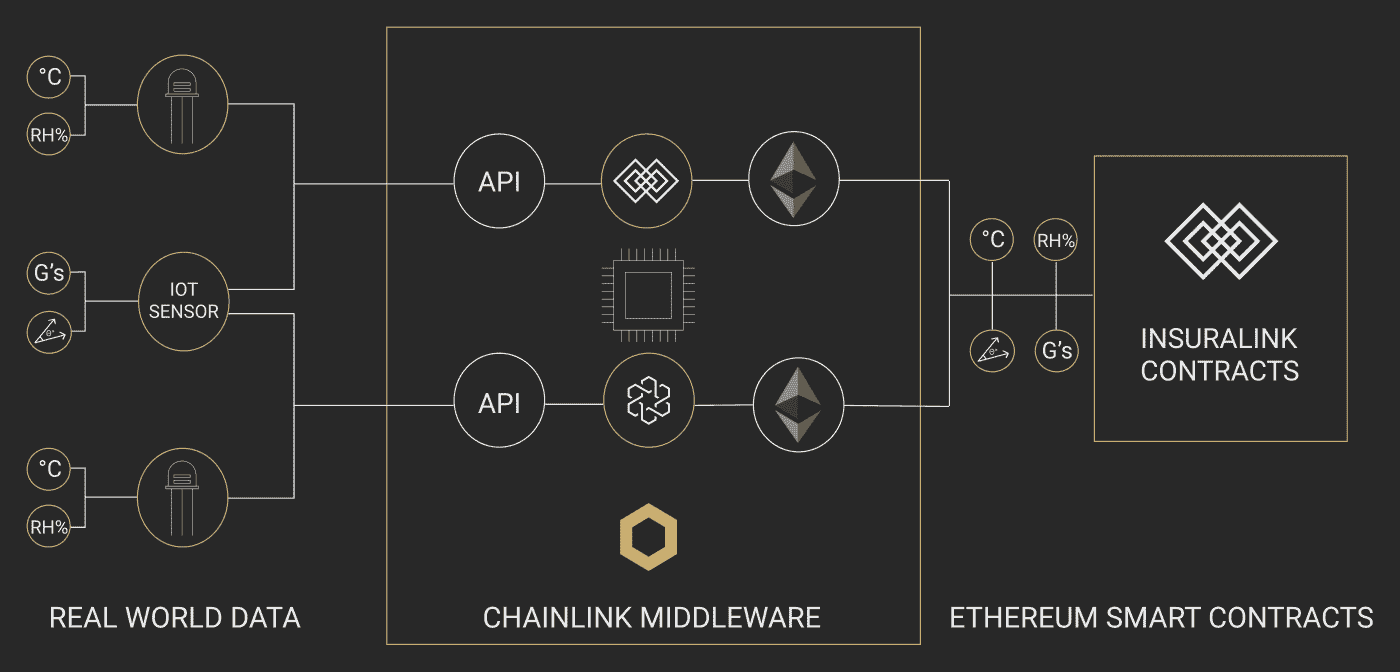 °C
RH%
G's
θ°
IOT
SENSOR
°C
RH%
REAL WORLD DATA
API
API
CHAINLINK MIDDLEWARE
°C
RH%
θ°
G's
INSURALINK
CONTRACTS
ETHEREUM SMART CONTRACTS